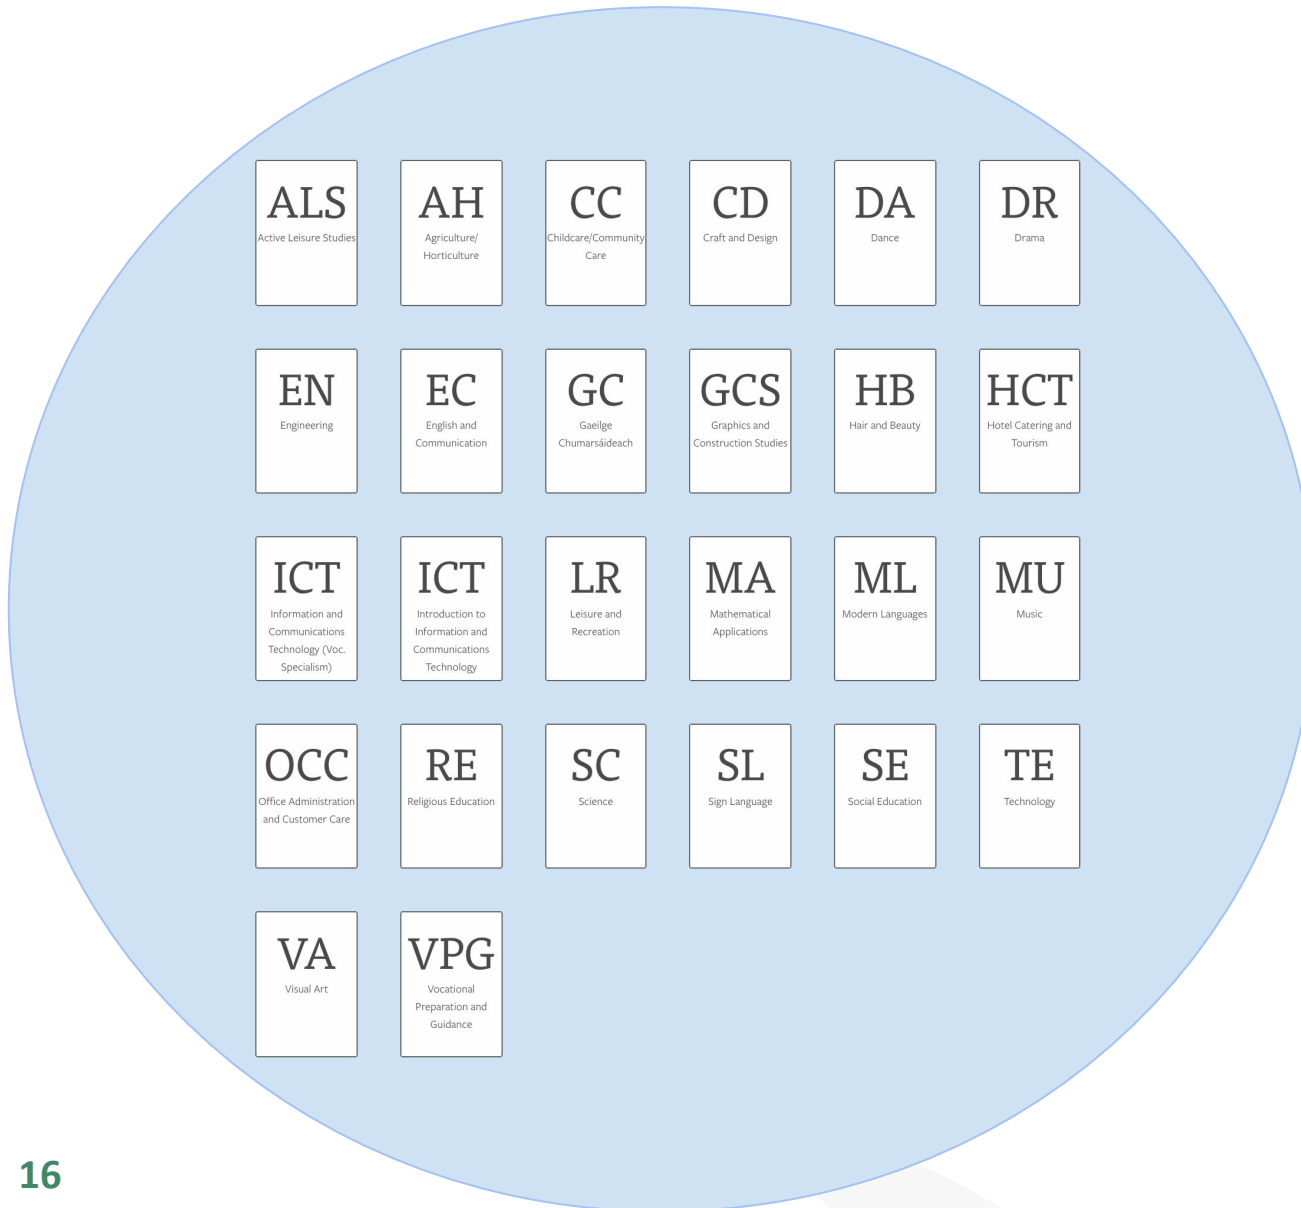 ALS
Active Leisure Studies
AH
Agriculture/
Horticulture
CC
Childcare/Community
Care
CD
Craft and Design
DA
Dance
DR
Drama
EN
Engineering
EC
English and
Communication
GC
Gaeilge
Chumarsáideach
GCS
Graphics and
Construction Studies
HB
Hair and Beauty
HCT
Hotel Catering and
Tourism
ICT
Information and
Communications
Technology (Voc.
Specialism)
ICT
Introduction to
Information and
Communications
Technology
LR
Leisure and
Recreation
MA
Mathematical
Applications
ML
Modern Languages
MU
Music
OCC
Office Administration
and Customer Care
RE
Religious Education
SC
Science
SL
Sign Language
SE
Social Education
TE
Technology
VA
Visual Art
VPG
Vocational
Preparation and
Guidance
16